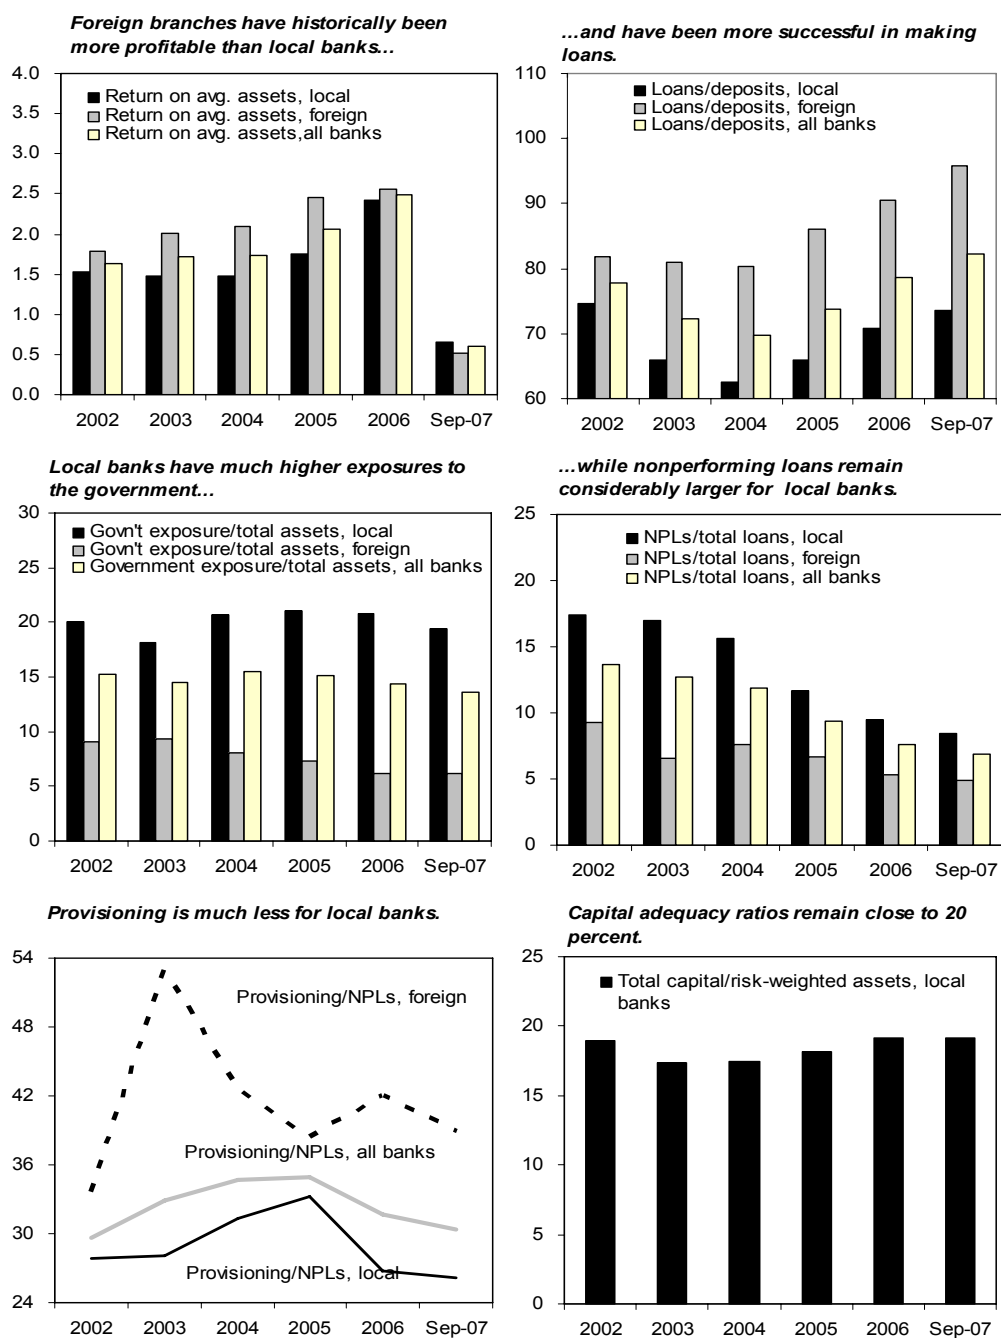 Foreign branches have historically been
more profitable than local banks...
4.0
3.5
3.0
2.5
2.0
1.5
1.0
0.5
0.0
Return on avg. assets, local
Return on avg. assets, foreign
Return on avg. assets,all banks
2002 2003 2004 2005 2006 Sep-07
...and have been more successful in making
loans.
110
100
90
80
70
60
Loans/deposits, local
Loans/deposits, foreign
Loans/deposits, all banks
2002 2003 2004 2005 2006 Sep-07
Local banks have much higher exposures to
the government...
30
25
20
15
10
5
0
Govn't exposure/total assets, local
Govn't exposure/total assets, foreign
Government exposure/total assets, all banks
2002 2003 2004 2005 2006 Sep-07
...while nonperforming loans remain
considerably larger for local banks.
25
20
15
10
5
0
NPLs/total loans, local
NPLs/total loans, foreign
NPLs/total loans, all banks
2002 2003 2004 2005 2006 Sep-07
Provisioning is much less for local banks.
54
48
42
36
30
24
Provisioning/NPLs, foreign
Provisioning/NPLs, all banks
Provisioning/NPLs, local
2002 2003 2004 2005 2006 Sep-07
Capital adequacy ratios remain close to 20
percent.
25
20
15
10
5
0
Total capital/risk-weighted assets, local
banks
2002 2003 2004 2005 2006 Sep-07